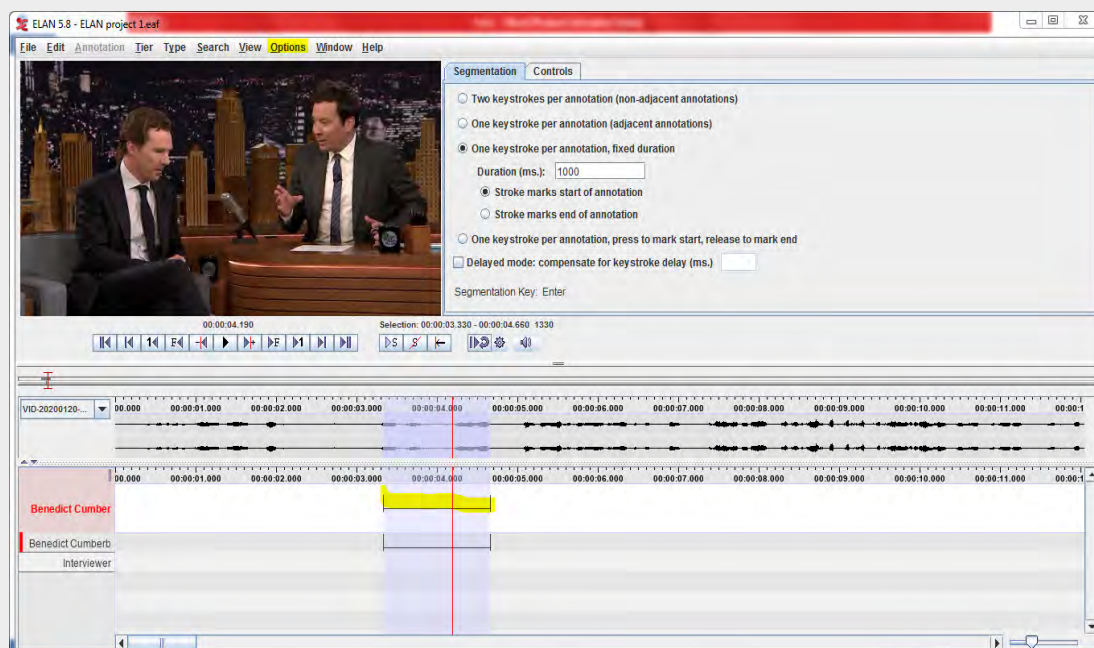 ELAN 5.8 - ELAN project 1.eaf
File Edit Annotation Tier Type Search View Options Window Help
Segmentation Controls
Two keystrokes per annotation (non-adjacent annotations)
One keystroke per annotation (adjacent annotations)
One keystroke per annotation, fixed duration
Duration (ms.): 1000
Stroke marks start of annotation
Stroke marks end of annotation
One keystroke per annotation, press to mark start, release to mark end
Delayed mode: compensate for keystroke delay (ms.)
Segmentation Key: Enter
00:00:04.190 Selection: 00:00:03.330 - 00:00:04.660 1330
VID-20200120-... 00.000 00:00:01.000 00:00:02.000 00:00:03.000 00:00:04.000 00:00:05.000 00:00:06.000 00:00:07.000 00:00:08.000 00:00:09.000 00:00:10.000 00:00:11.000 00:00:1
00.000 00:00:01.000 00:00:02.000 00:00:03.000 00:00:04.000 00:00:05.000 00:00:06.000 00:00:07.000 00:00:08.000 00:00:09.000 00:00:10.000 00:00:11.000 00:00:1
Benedict Cumber
Benedict Cumberb
Interviewer